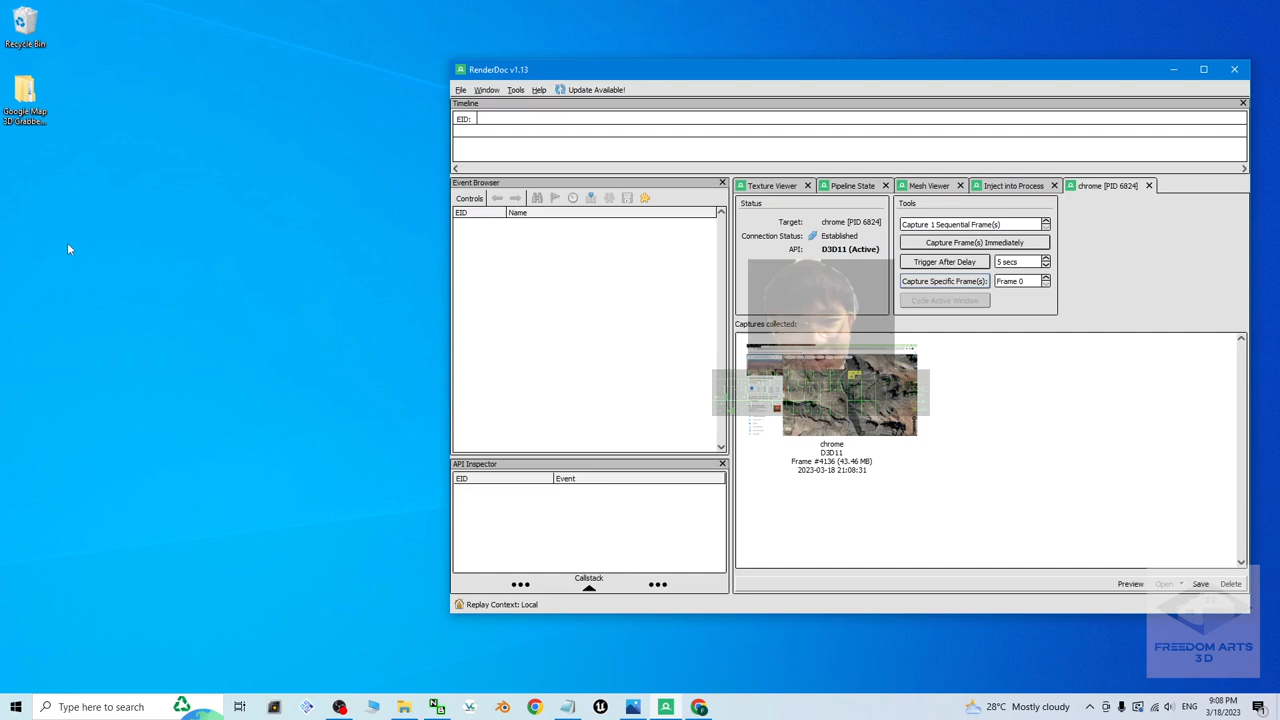 Recycle Bin
Google Map
3D Grabbe...
RenderDoc v1.13
File Window Tools Help Update Available!
Timeline
EID:
Event Browser
Controls
EID Name
API Inspector
EID Event
Callstack
Replay Context: Local
Texture Viewer Pipeline State Mesh Viewer Inject into Process chrome [PID 6824]
Status
Target: chrome [PID 6824]
Connection Status: Established
API: D3D11 (Active)
Tools
Capture 1 Sequential Frame(s)
Capture Frame(s) Immediately
Trigger After Delay 5 secs
Capture Specific Frame(s): Frame 0
Cycle Active Window
Captures collected:
chrome
D3D11
Frame #4136 (43.46 MB)
2023-03-18 21:08:31
Preview Open Save Delete
FREEDOM ARTS
3D
Type here to search
28°C Mostly cloudy
9:08 PM
3/18/2023